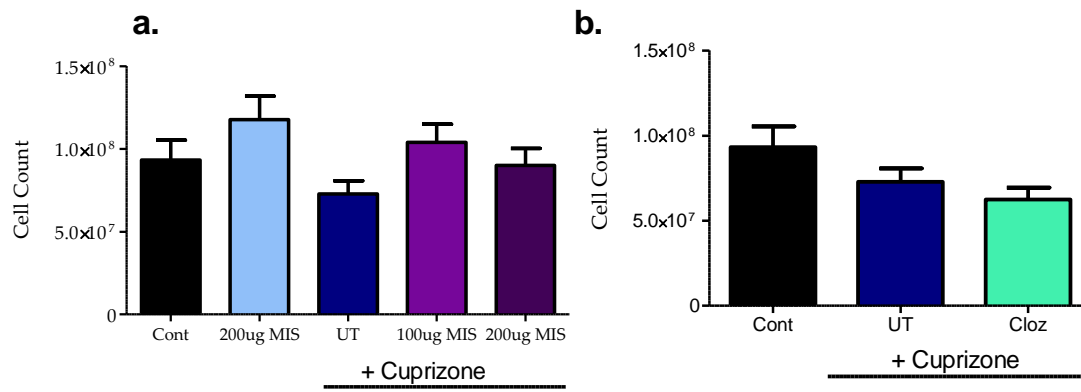 a.
Cell Count
1.5×10⁸
1.0×10⁸
5.0×10⁷
0
Cont 200ug MIS UT 100ug MIS 200ug MIS
+ Cuprizone
b.
Cell Count
1.5×10⁸
1.0×10⁸
5.0×10⁷
0
Cont UT Cloz
+ Cuprizone